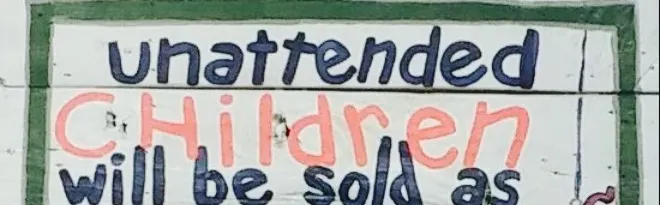 unattended
CHildren
will be sold as